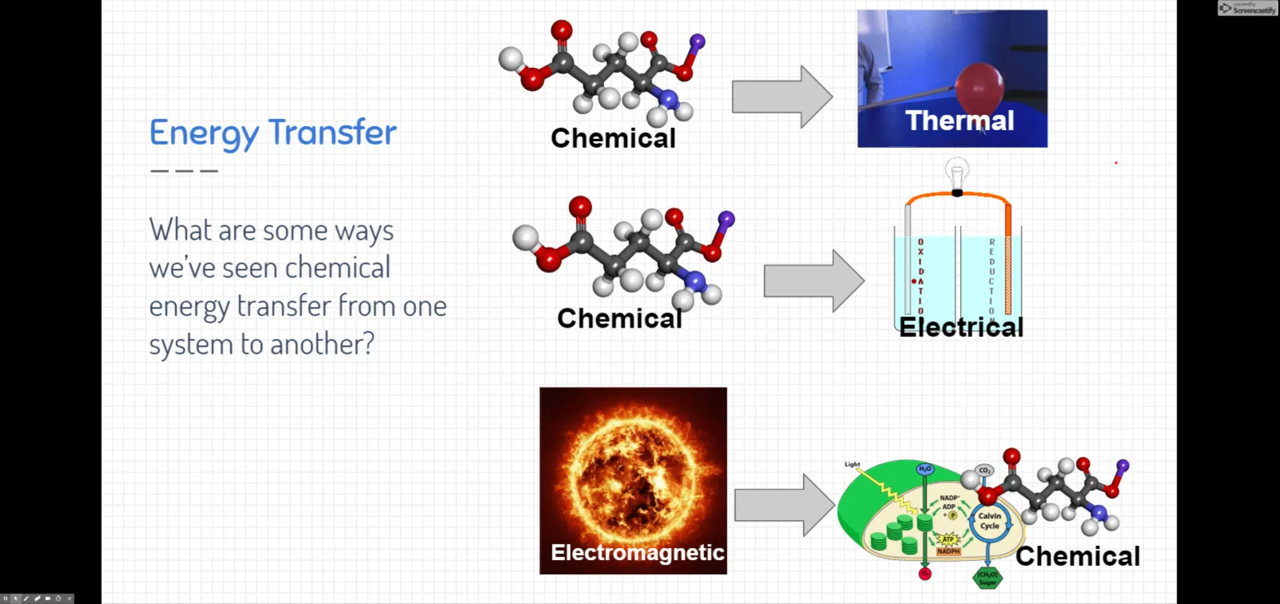 Energy Transfer
What are some ways
we've seen chemical
energy transfer from one
system to another?
Chemical
Thermal
Chemical
OXIDATIO
REDUCTION
Electrical
Electromagnetic
Light
H₂O
CO₂
NADP⁺
ADP
+ P
ATP
NADPH
Calvin
Cycle
[CH₂O]
Sugar
Chemical
Screencastify